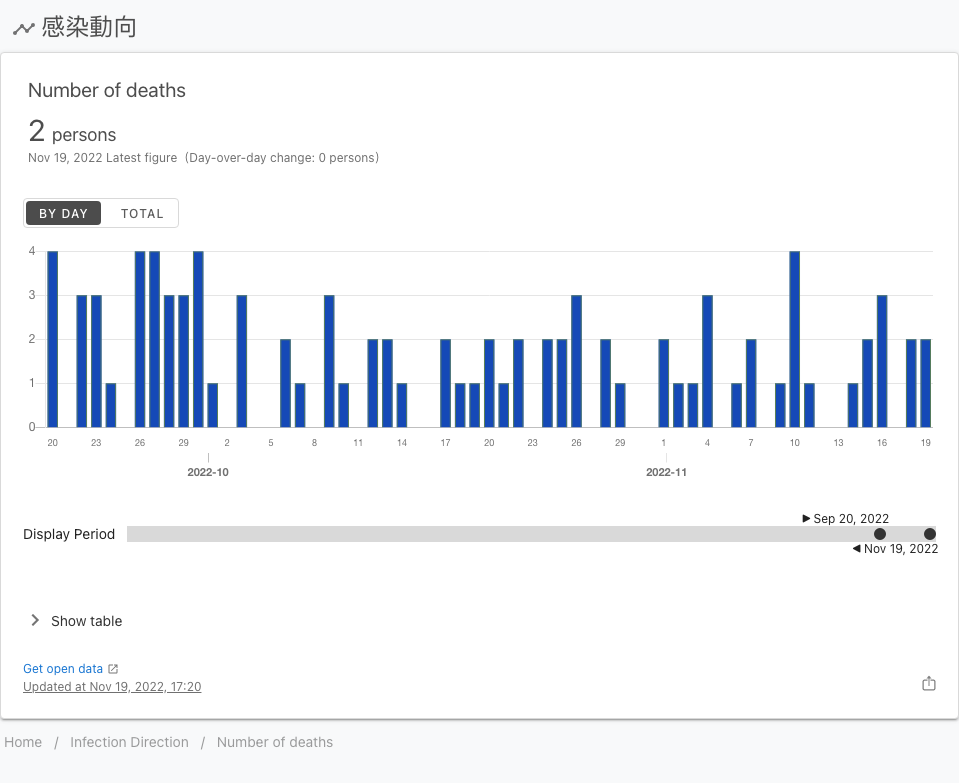 感染動向
Number of deaths
2 persons
Nov 19, 2022 Latest figure (Day-over-day change: 0 persons)
BY DAY TOTAL
4
3
2
1
0
20 23 26 29 2 5 8 11 14 17 20 23 26 29 1 4 7 10 13 16 19
2022-10 2022-11
Sep 20, 2022
Display Period
Nov 19, 2022
Show table
Get open data
Updated at Nov 19, 2022, 17:20
Home / Infection Direction / Number of deaths